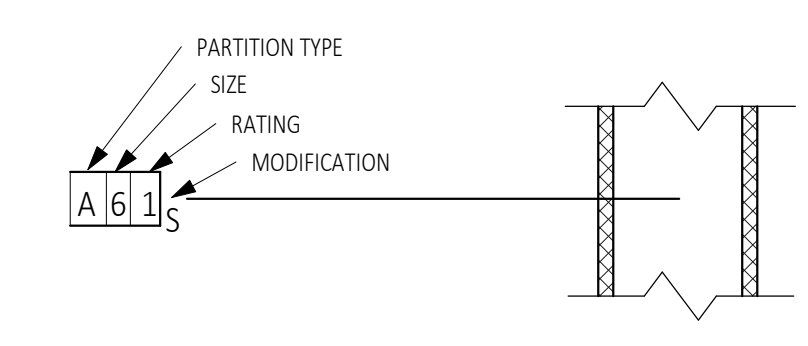 PARTITION TYPE
SIZE
RATING
MODIFICATION
A 6 1 S